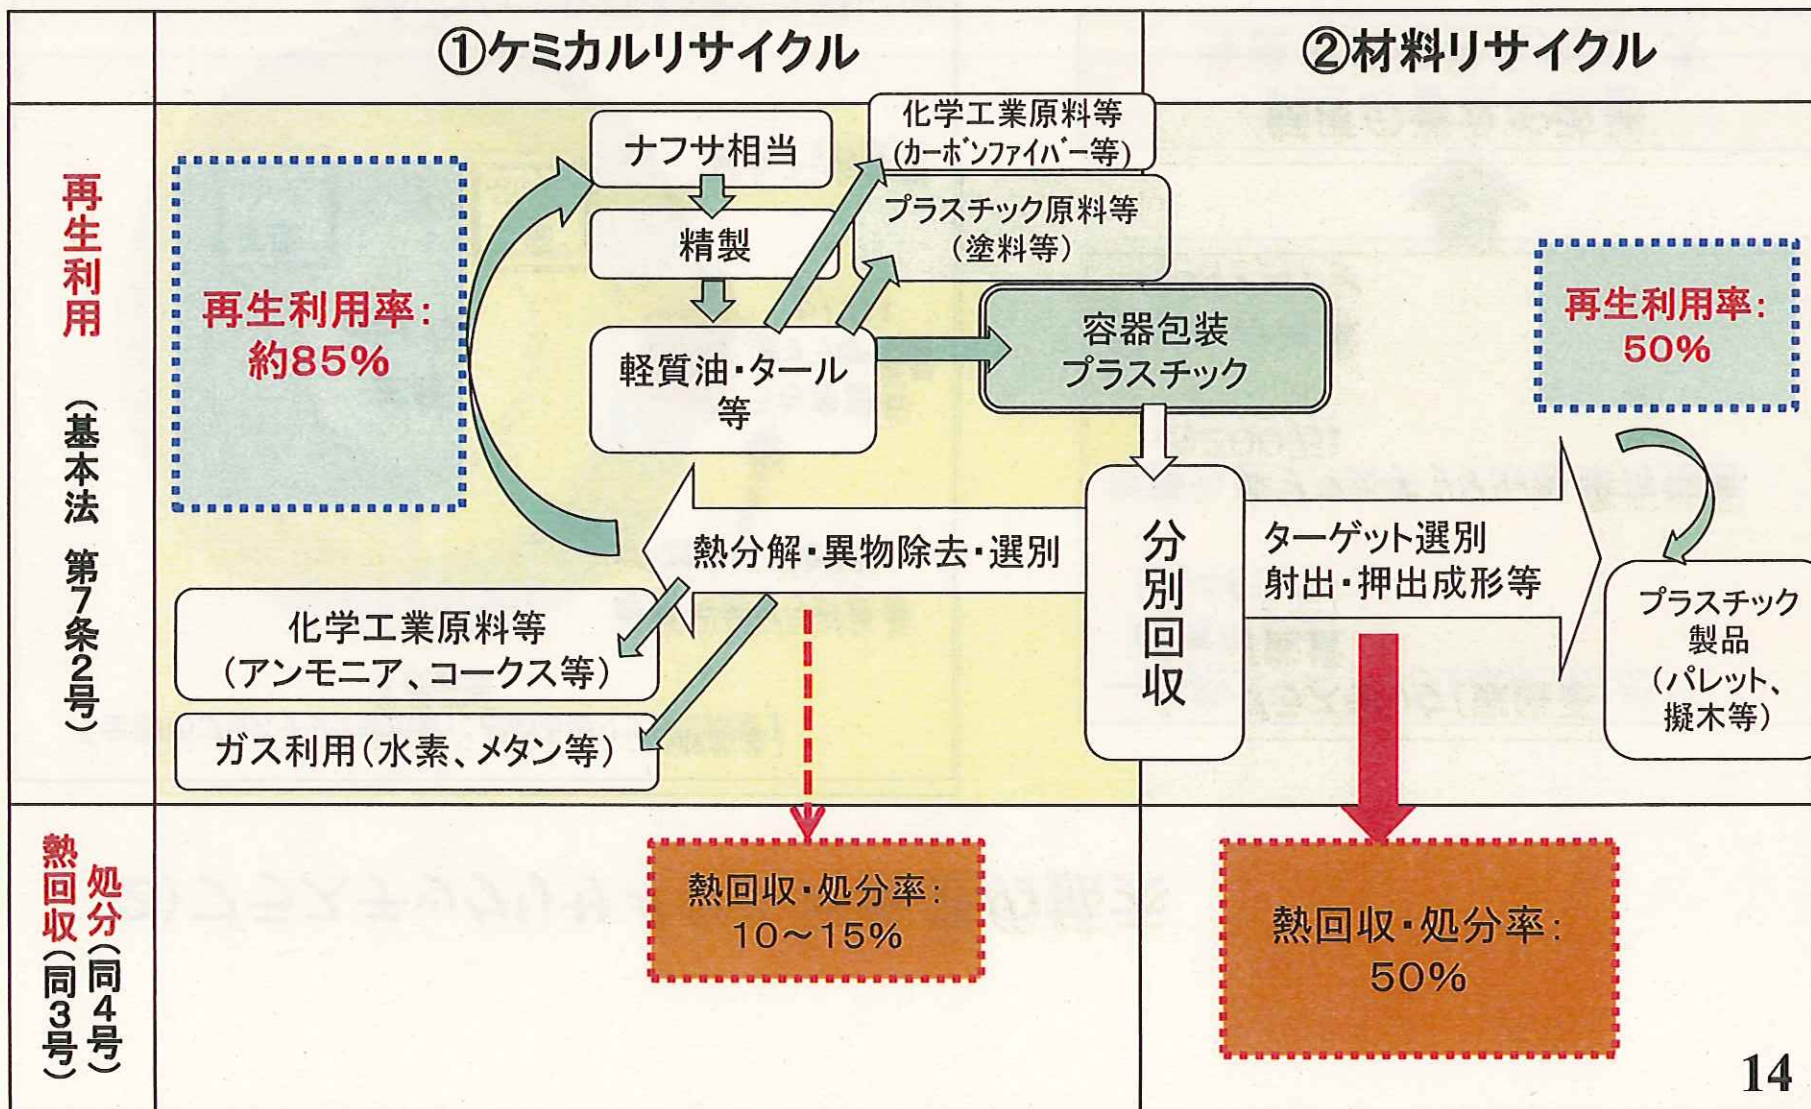 ①ケミカルリサイクル
②材料リサイクル
再生利用
(基本法 第7条2号)
再生利用率:
約85%
ナフサ相当
精製
軽質油・タール
等
化学工業原料等
(カーボンファイバー等)
プラスチック原料等
(塗料等)
容器包装
プラスチック
再生利用率:
50%
分別回収
熱分解・異物除去・選別
ターゲット選別
射出・押出成形等
化学工業原料等
(アンモニア、コークス等)
ガス利用(水素、メタン等)
プラスチック
製品
(パレット、
擬木等)
処分(同4号)
熱回収(同3号)
熱回収・処分率:
10～15%
熱回収・処分率:
50%
14